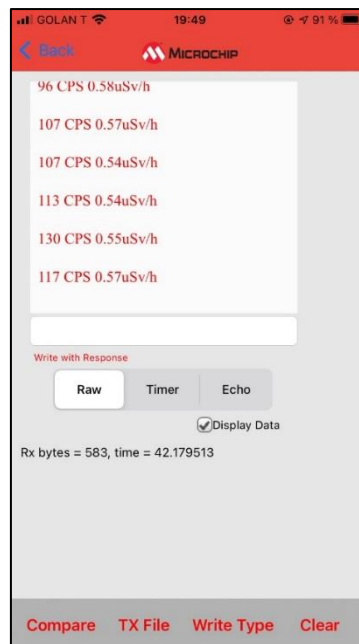 GOLAN T 19:49 91 %
Back MICROCHIP
96 CPS 0.58uSv/h
107 CPS 0.57uSv/h
107 CPS 0.54uSv/h
113 CPS 0.54uSv/h
130 CPS 0.55uSv/h
117 CPS 0.57uSv/h
Write with Response
Raw Timer Echo
Display Data
Rx bytes = 583, time = 42.179513
Compare TX File Write Type Clear